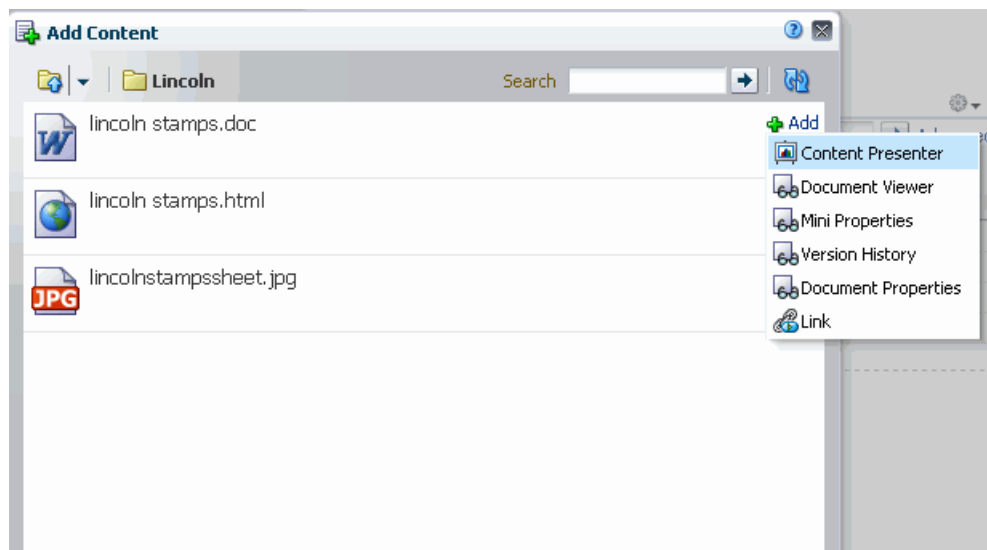 Add Content
Lincoln
Search
lincoln stamps.doc
Add
Content Presenter
Document Viewer
Mini Properties
Version History
Document Properties
Link
lincoln stamps.html
lincolnstampssheet.jpg
JPG